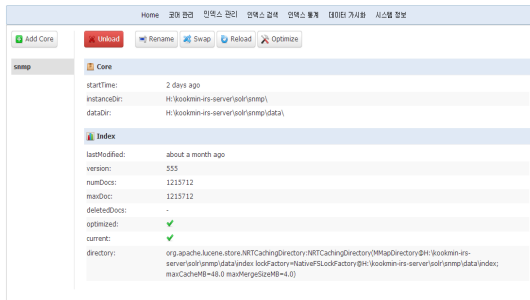 Home 코어 관리 인덱스 관리 인덱스 검색 인덱스 통계 데이터 가시화 시스템 정보
Add Core
Unload Rename Swap Reload Optimize
snmp
Core
startTime: 2 days ago
instanceDir: H:\kookmin-irs-server\solr\snmp\
dataDir: H:\kookmin-irs-server\solr\snmp\data\
Index
lastModified: about a month ago
version: 555
numDocs: 1215712
maxDoc: 1215712
deletedDocs: -
optimized:
current:
directory: org.apache.lucene.store.NRTCachingDirectory:NRTCachingDirectory(MMapDirectory@H:\kookmin-irs-
server\solr\snmp\data\index lockFactory=NativeFSLockFactory@H:\kookmin-irs-server\solr\snmp\data\index;
maxCacheMB=48.0 maxMergeSizeMB=4.0)